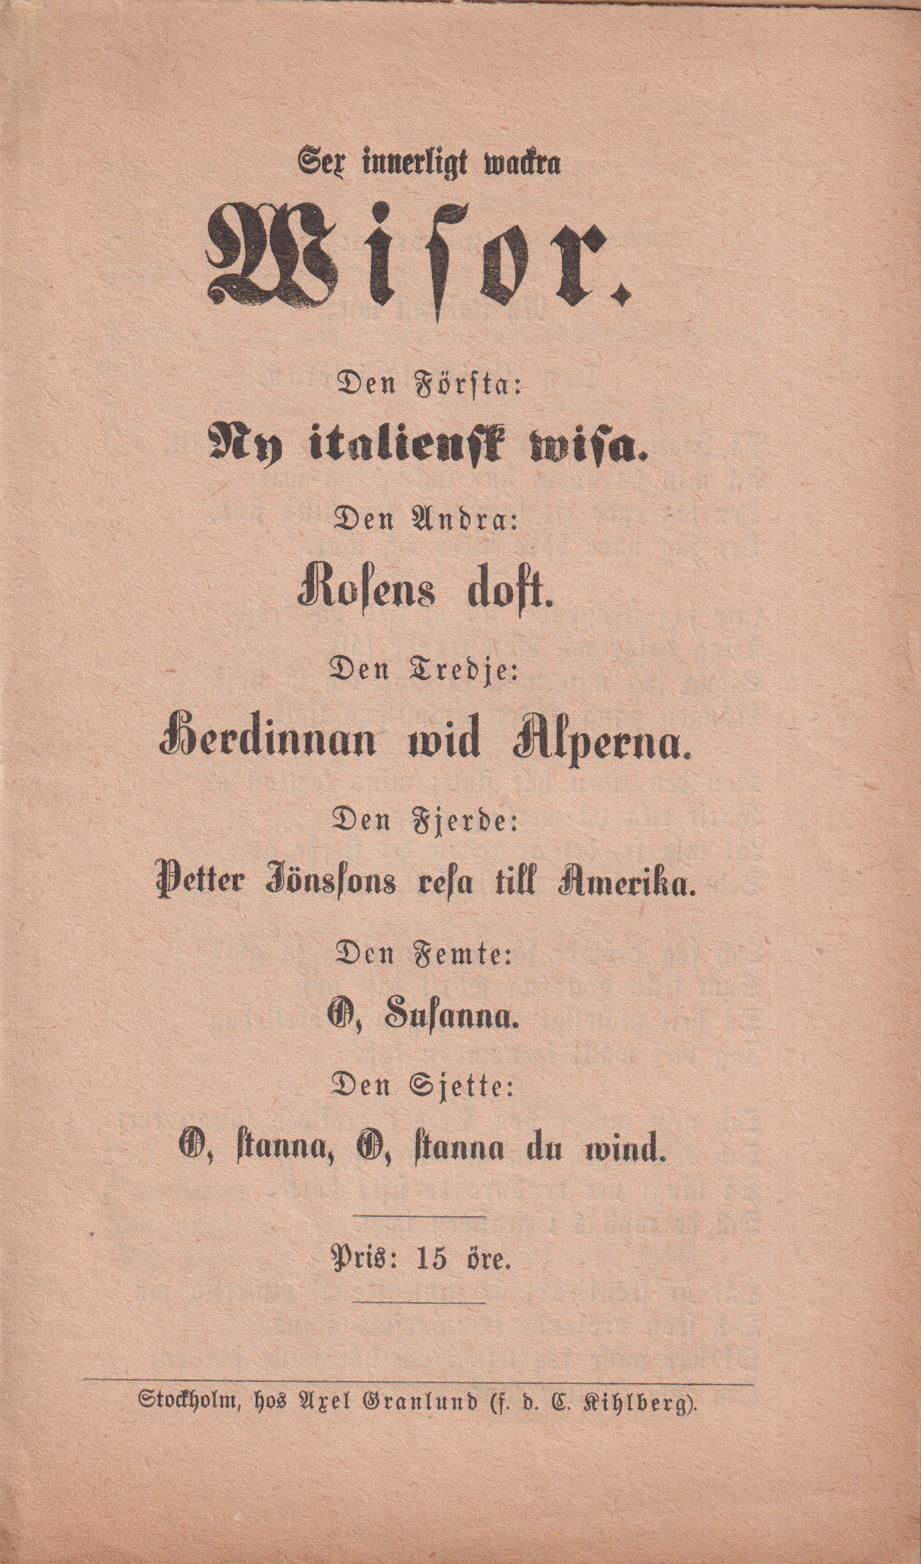 Sex innerligt wackra
Wisor.
Den Första:
Ny italiensk wisa.
Den Andra:
Rosens doft.
Den Tredje:
Herdinnan wid Alperna.
Den Fjerde:
Petter Jönssons resa till Amerika.
Den Femte:
O, Susanna.
Den Sjette:
O, stanna, O, stanna du wind.
Pris: 15 öre.
Stockholm, hos Axel Granlund (f. d. C. Kihlberg).